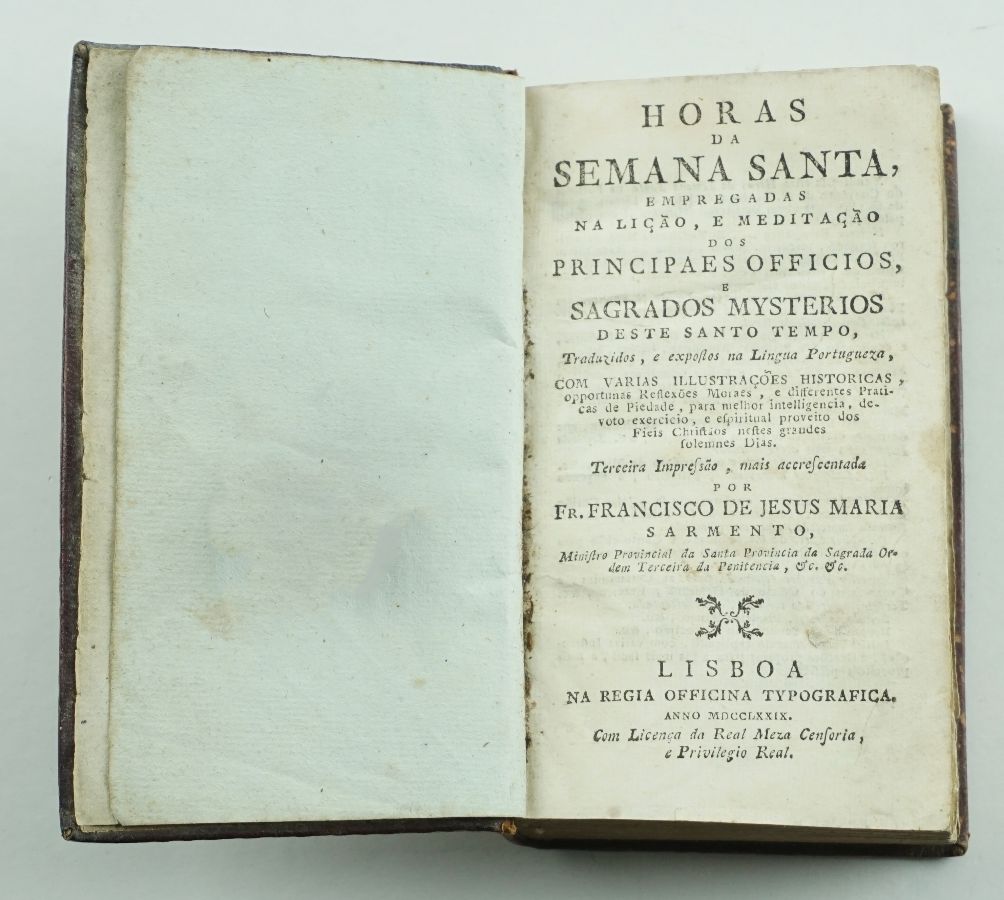 HORAS
DA
SEMANA SANTA,
EMPREGADAS
NA LIÇÃO, E MEDITAÇÃO
DOS
PRINCIPAES OFFICIOS,
E
SAGRADOS MYSTERIOS
DESTE SANTO TEMPO,
Traduzidos, e expoſtos na Lingua Portugueza,
COM VARIAS ILLUSTRAÇÕES HISTORICAS,
opportunas Reflexões Moraes, e differentes Prati-
cas de Piedade, para melhor intelligencia, de-
voto exercicio, e eſpiritual proveito dos
Fieis Chriſtãos neſtes grandes
ſolemnes Dias.
Terceira Impreſsão, mais accreſcentada
POR
FR. FRANCISCO DE JESUS MARIA
SARMENTO,
Miniſtro Provincial da Santa Provincia da Sagrada Or-
dem Terceira da Penitencia, &c. &c.
LISBOA
NA REGIA OFFICINA TYPOGRAFICA.
ANNO MDCCLXXIX.
Com Licença da Real Meza Cenſoria,
e Privilegio Real.